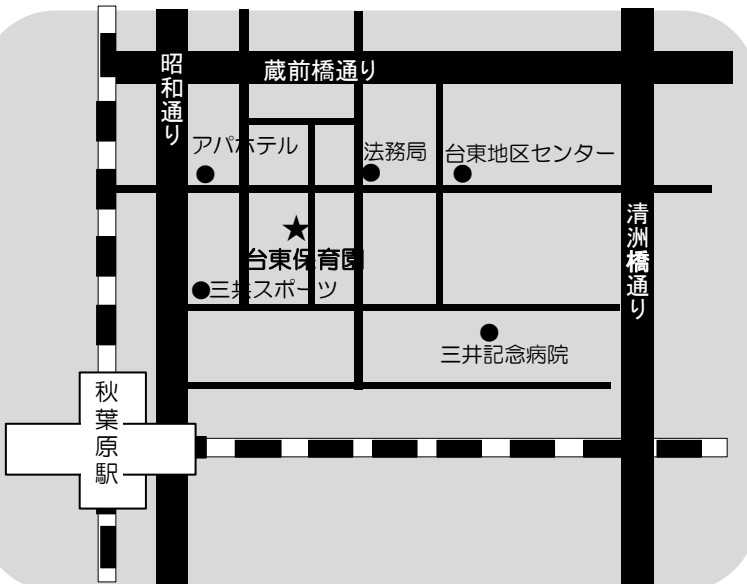 昭和通り
蔵前橋通り
アパホテル
法務局
台東地区センター
清洲橋通り
台東保育園
三共スポーツ
三井記念病院
秋葉原駅